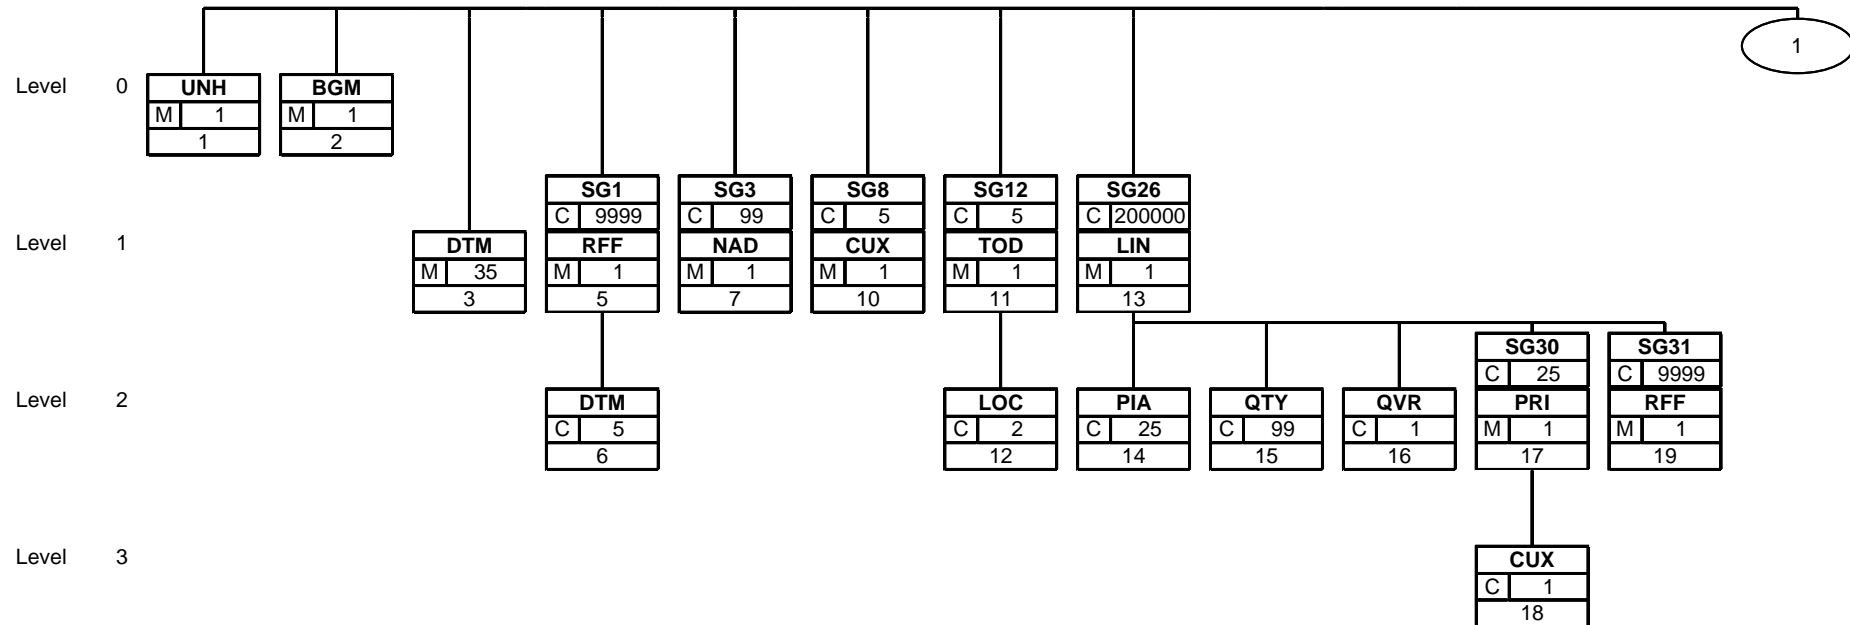 1
Level 0 UNH BGM
M 1 M 1
1 2
SG1 SG3 SG8 SG12 SG26
C 9999 C 99 C 5 C 5 C 200000
Level 1 DTM RFF NAD CUX TOD LIN
M 35 M 1 M 1 M 1 M 1 M 1
3 5 7 10 11 13
SG30 SG31
C 25 C 9999
Level 2 DTM LOC PIA QTY QVR PRI RFF
C 5 C 2 C 25 C 99 C 1 M 1 M 1
6 12 14 15 16 17 19
Level 3 CUX
C 1
18